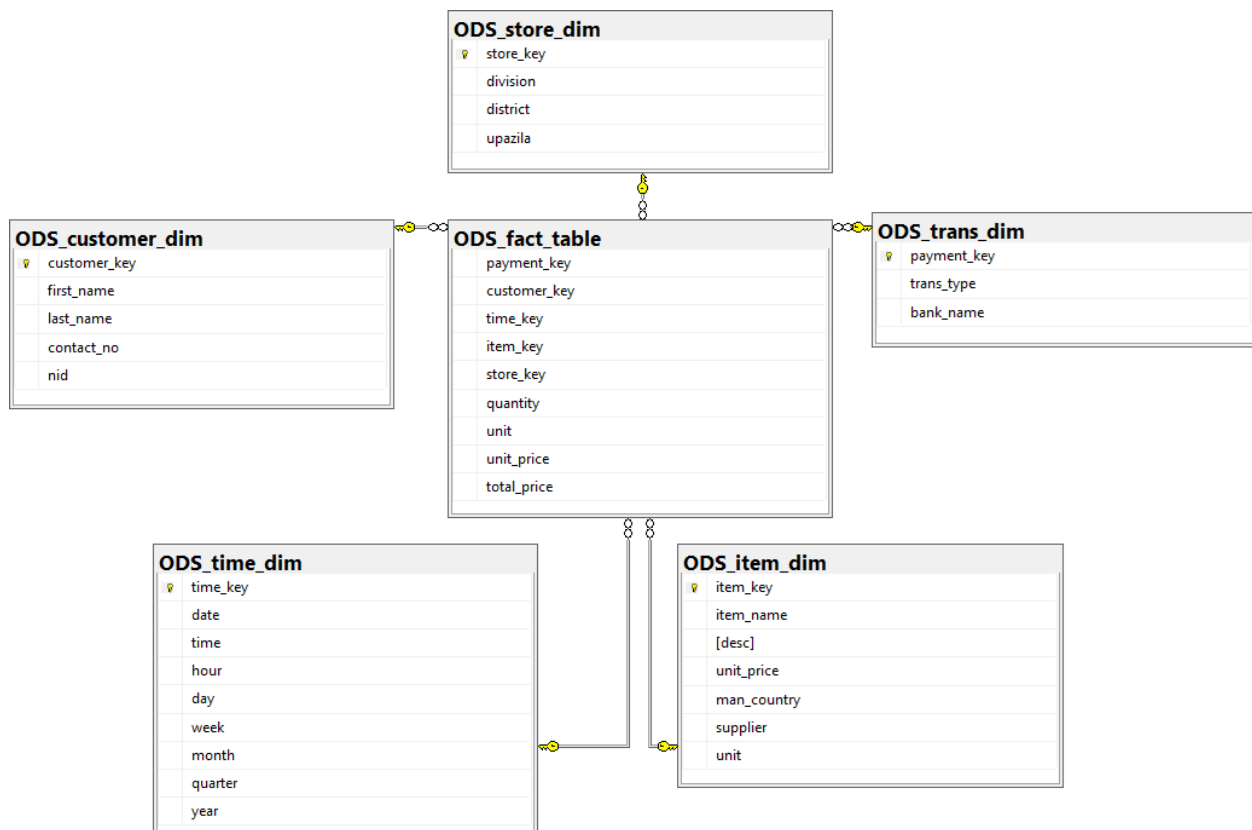 ODS_store_dim
store_key
division
district
upazila
ODS_customer_dim
customer_key
first_name
last_name
contact_no
nid
ODS_fact_table
payment_key
customer_key
time_key
item_key
store_key
quantity
unit
unit_price
total_price
ODS_trans_dim
payment_key
trans_type
bank_name
ODS_time_dim
time_key
date
time
hour
day
week
month
quarter
year
ODS_item_dim
item_key
item_name
[desc]
unit_price
man_country
supplier
unit